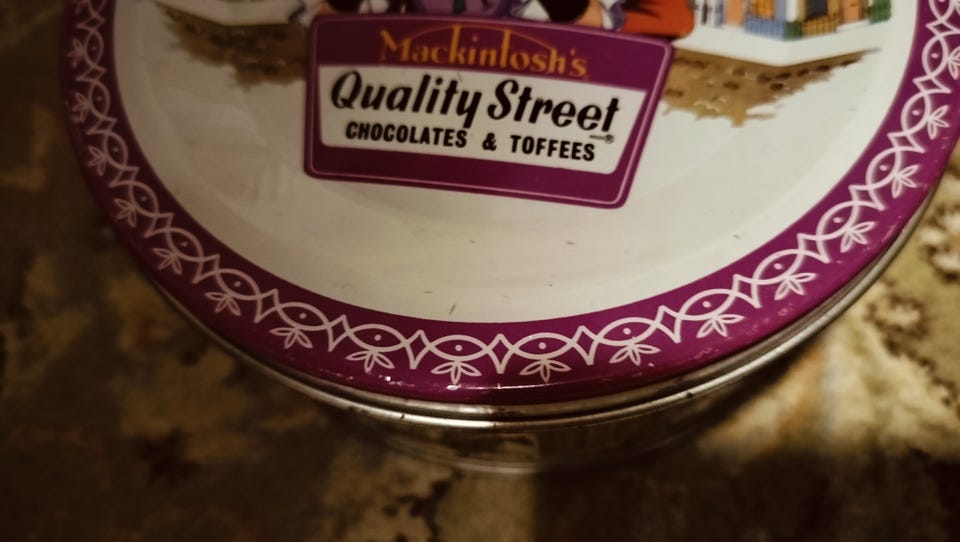 Mackintosh's
Quality Street®
CHOCOLATES & TOFFEES